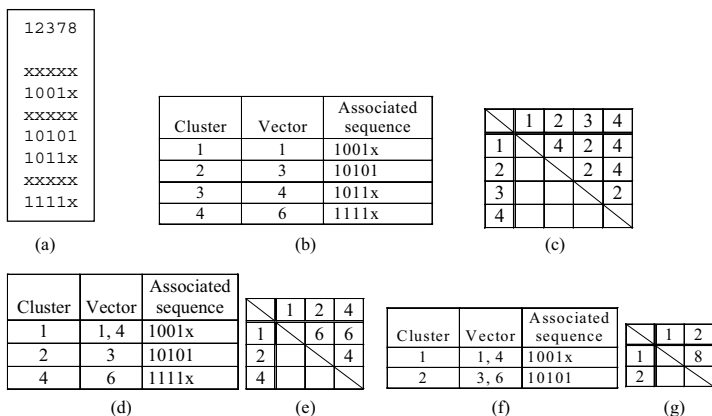 12378
xxxxx
1001x
xxxxx
10101
1011x
xxxxx
1111x
(a)
Cluster Vector Associated sequence
1 1 1001x
2 3 10101
3 4 1011x
4 6 1111x
(b)
1 2 3 4
1 4 2 4
2 2 4
3 2
4
(c)
Cluster Vector Associated sequence
1 1, 4 1001x
2 3 10101
4 6 1111x
(d)
1 2 4
1 6 6
2 4
4
(e)
Cluster Vector Associated sequence
1 1, 4 1001x
2 3, 6 10101
(f)
1 2
1 8
2
(g)